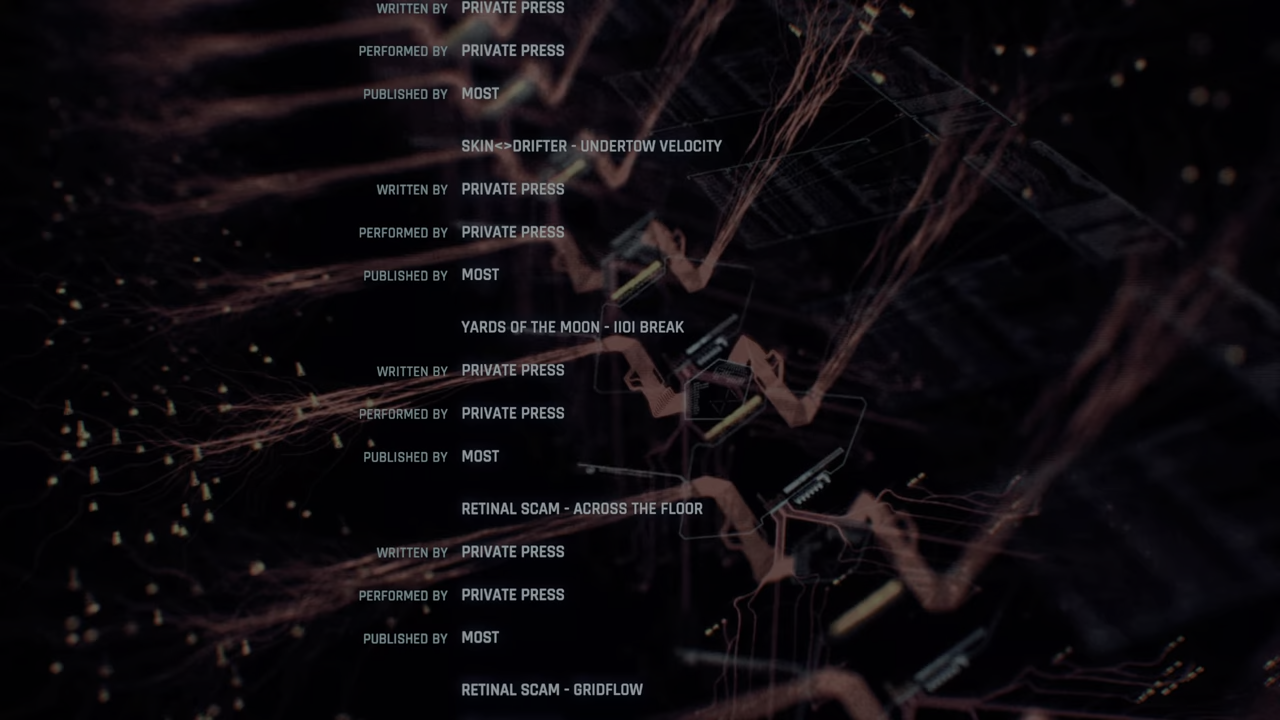 WRITTEN BY PRIVATE PRESS
PERFORMED BY PRIVATE PRESS
PUBLISHED BY MOST
SKIN<>DRIFTER - UNDERTOW VELOCITY
WRITTEN BY PRIVATE PRESS
PERFORMED BY PRIVATE PRESS
PUBLISHED BY MOST
YARDS OF THE MOON - II0I BREAK
WRITTEN BY PRIVATE PRESS
PERFORMED BY PRIVATE PRESS
PUBLISHED BY MOST
RETINAL SCAM - ACROSS THE FLOOR
WRITTEN BY PRIVATE PRESS
PERFORMED BY PRIVATE PRESS
PUBLISHED BY MOST
RETINAL SCAM - GRIDFLOW